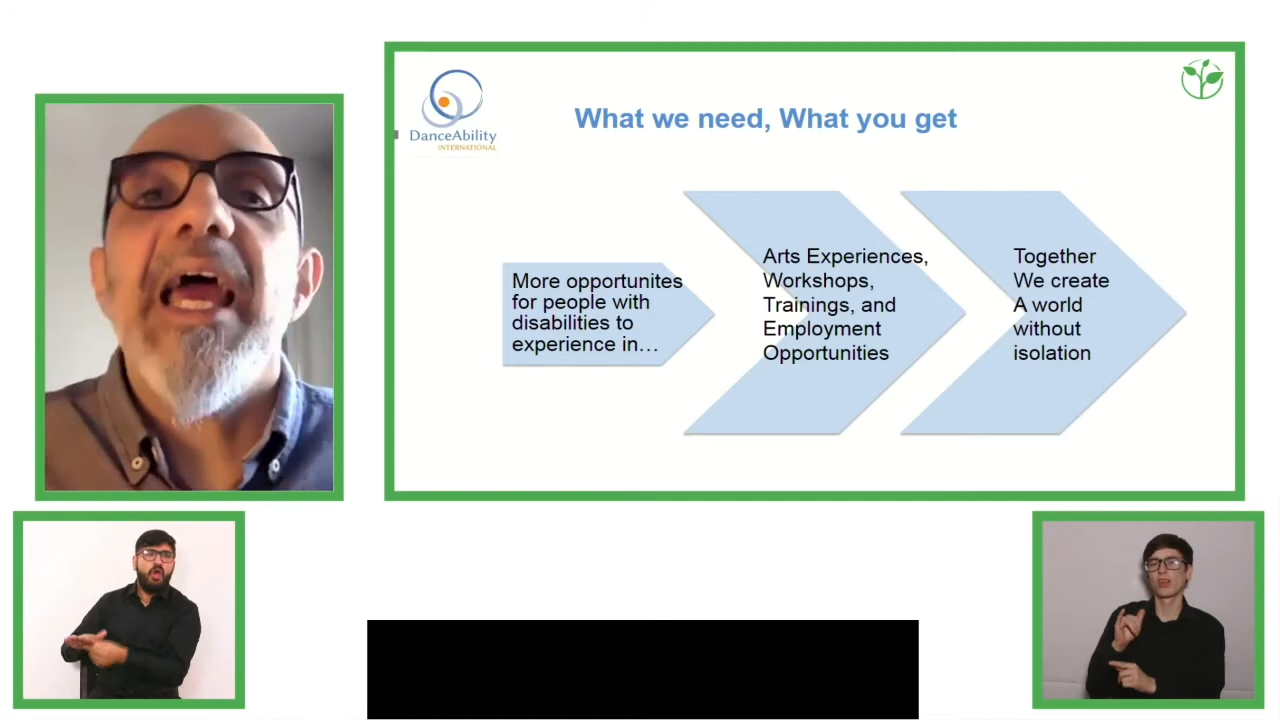 DanceAbility
INTERNATIONAL
What we need, What you get
More opportunites
for people with
disabilities to
experience in…
Arts Experiences,
Workshops,
Trainings, and
Employment
Opportunities
Together
We create
A world
without
isolation